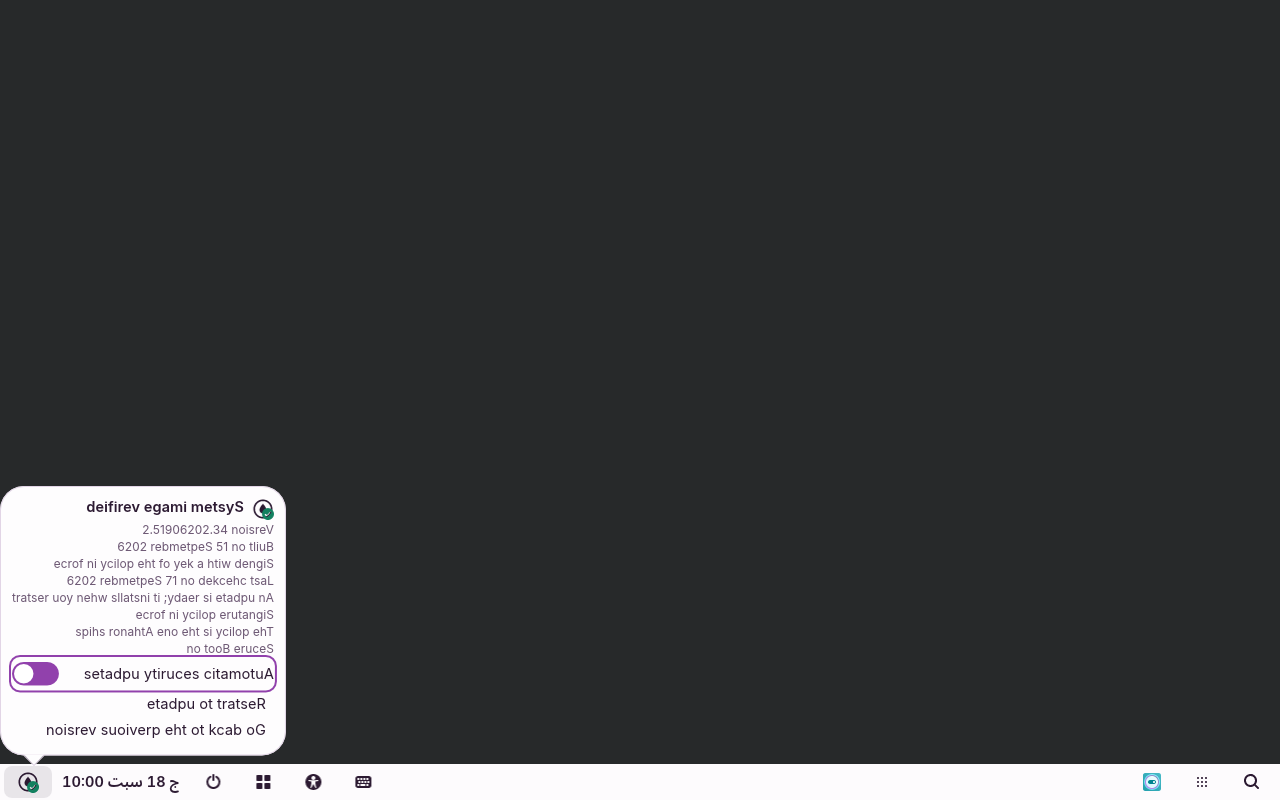 deifirev egami metsyS
2.51906202.34 noisreV
6202 rebmetpeS 51 no tliuB
ecrof ni ycilop eht fo yek a htiw dengiS
6202 rebmetpeS 71 no dekcehc tsaL
tratser uoy nehw sllatsni ti ;ydaer si etadpu nA
ecrof ni ycilop erutangiS
spihs ronahtA eno eht si ycilop ehT
no tooB eruceS
setadpu ytiruces citamotuA
etadpu ot tratseR
noisrev suoiverp eht ot kcab oG
ج 18 سبت 10:00